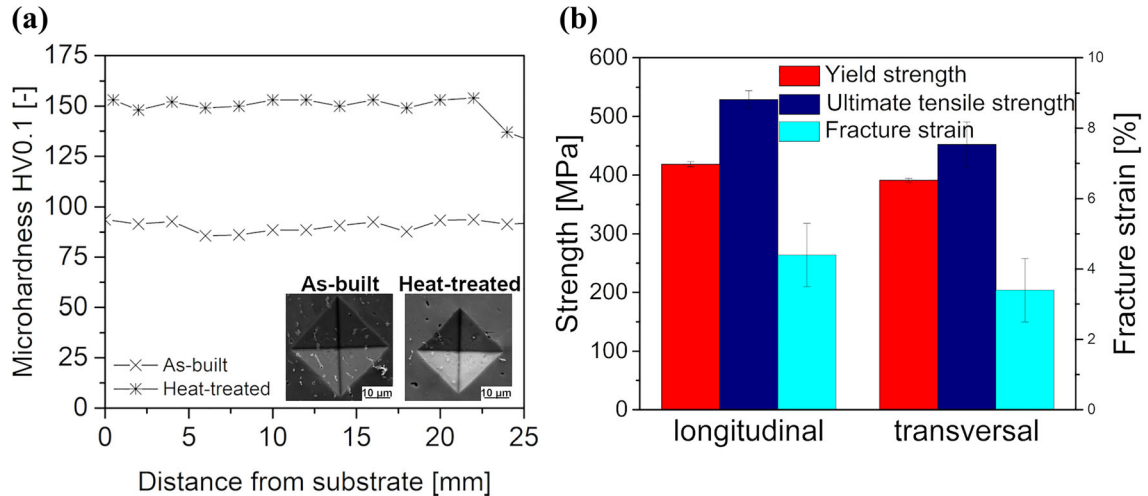 (a)
Microhardness HV0.1 [-]
175
150
125
100
75
50
25
0
As-built
Heat-treated
As-built
Heat-treated
10 µm
10 µm
0 5 10 15 20 25
Distance from substrate [mm]
(b)
Strength [MPa]
600
500
400
300
200
100
0
Yield strength
Ultimate tensile strength
Fracture strain
10
8
6
4
2
0
Fracture strain [%]
longitudinal transversal